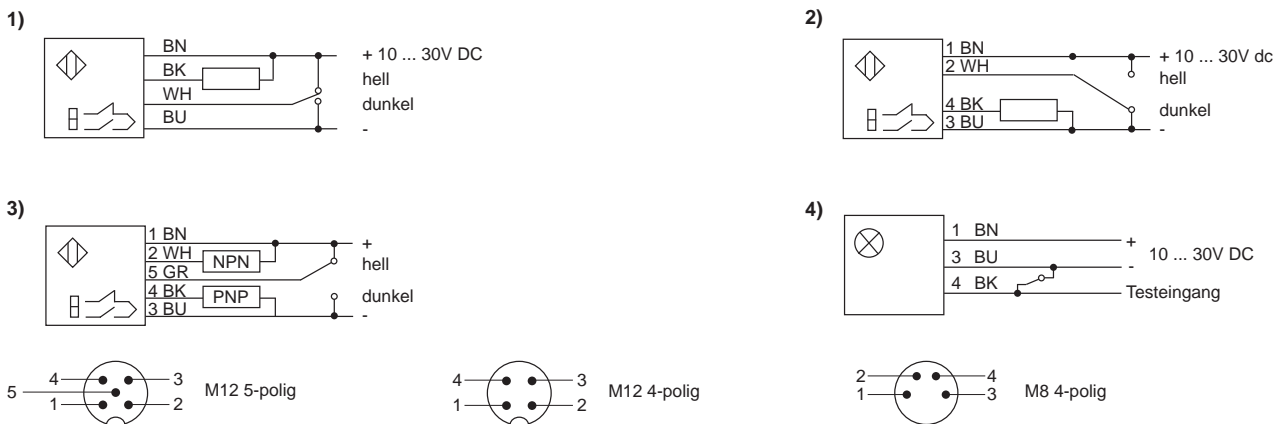 1)
BN
+ 10 ... 30V DC
BK
hell
WH
dunkel
BU
-
2)
1 BN
+ 10 ... 30V dc
2 WH
hell
4 BK
dunkel
3 BU
-
3)
1 BN
+
2 WH
NPN
hell
5 GR
4 BK
PNP
dunkel
3 BU
-
4)
1 BN
+
10 ... 30V DC
3 BU
-
4 BK
Testeingang
4
3
5
M12 5-polig
1
2
4
3
M12 4-polig
1
2
2
4
M8 4-polig
1
3